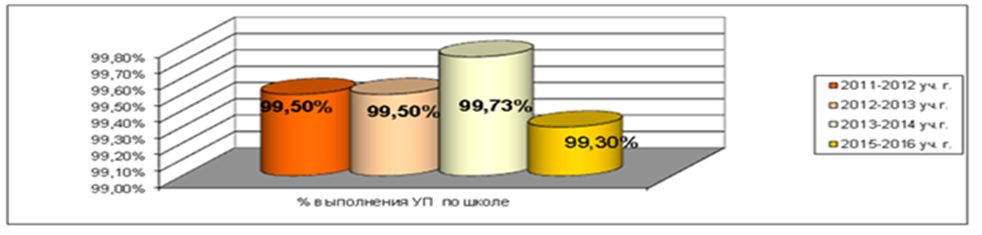 99,80%
99,70%
99,60%
99,50%
99,40%
99,30%
99,20%
99,10%
99,00%
99,50%
99,50%
99,73%
99,30%
% выполнения УП по школе
2011-2012 уч. г.
2012-2013 уч.г.
2013-2014 уч.г.
2015-2016 уч. г.